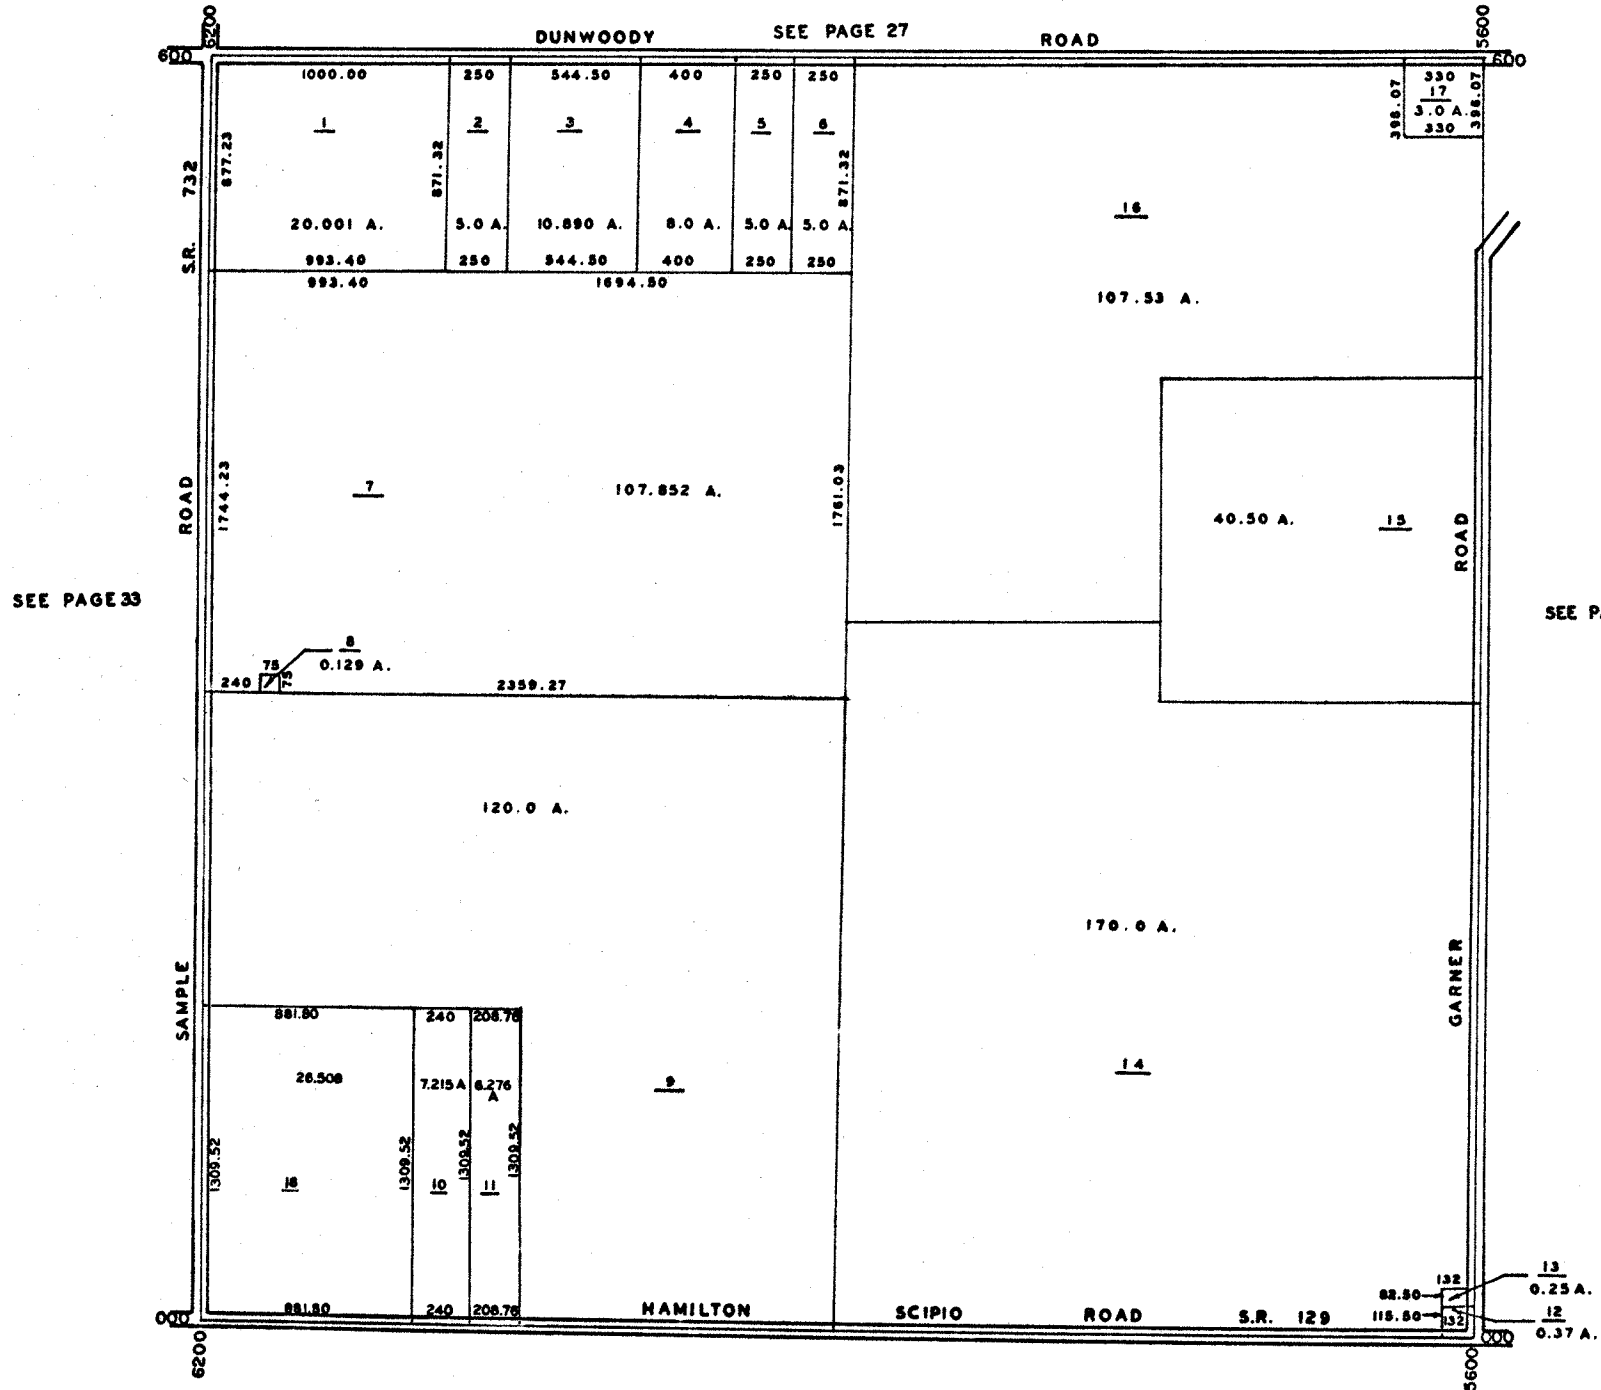 6200
5600
DUNWOODY SEE PAGE 27 ROAD
600
600
1000.00 250 544.50 400 250 250
330
17
3.0 A.
330
396.07
396.07
1 2 3 4 5 6
877.23
871.32
871.32
S.R. 732
16
20.001 A. 5.0 A. 10.890 A. 8.0 A. 5.0 A. 5.0 A.
993.40 250 544.50 400 250 250
993.40 1694.50
107.53 A.
1744.23
7
107.852 A.
1761.03
40.50 A. 15
ROAD
ROAD
SEE PAGE 33
SEE P
8
75 0.129 A.
75
240 2359.27
120.0 A.
170.0 A.
SAMPLE
GARNER
881.80 240 208.76
26.508 7.215 A 6.276
A
9
14
1309.52
1309.52
1309.52
1309.52
18 10 11
132 13
82.50 0.25 A.
881.80 240 208.76 HAMILTON SCIPIO ROAD S.R. 129 115.50 132 12
0.37 A.
000
000
6200
5600